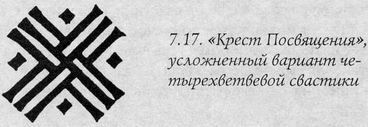 7.17. «Крест Посвящения»,
усложненный вариант че-
тырехветвевой свастики